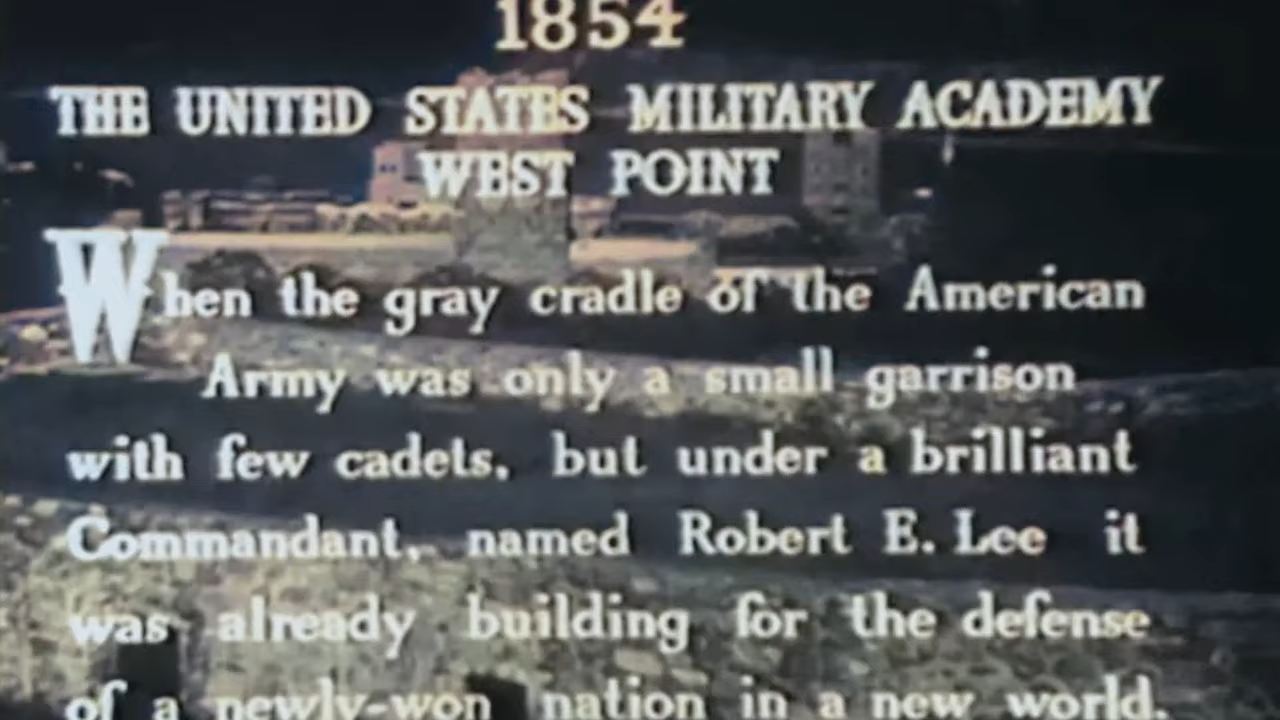 1854
THE UNITED STATES MILITARY ACADEMY
WEST POINT
When the gray cradle of the American
Army was only a small garrison
with few cadets, but under a brilliant
Commandant, named Robert E. Lee it
was already building for the defense
of a newly-won nation in a new world.